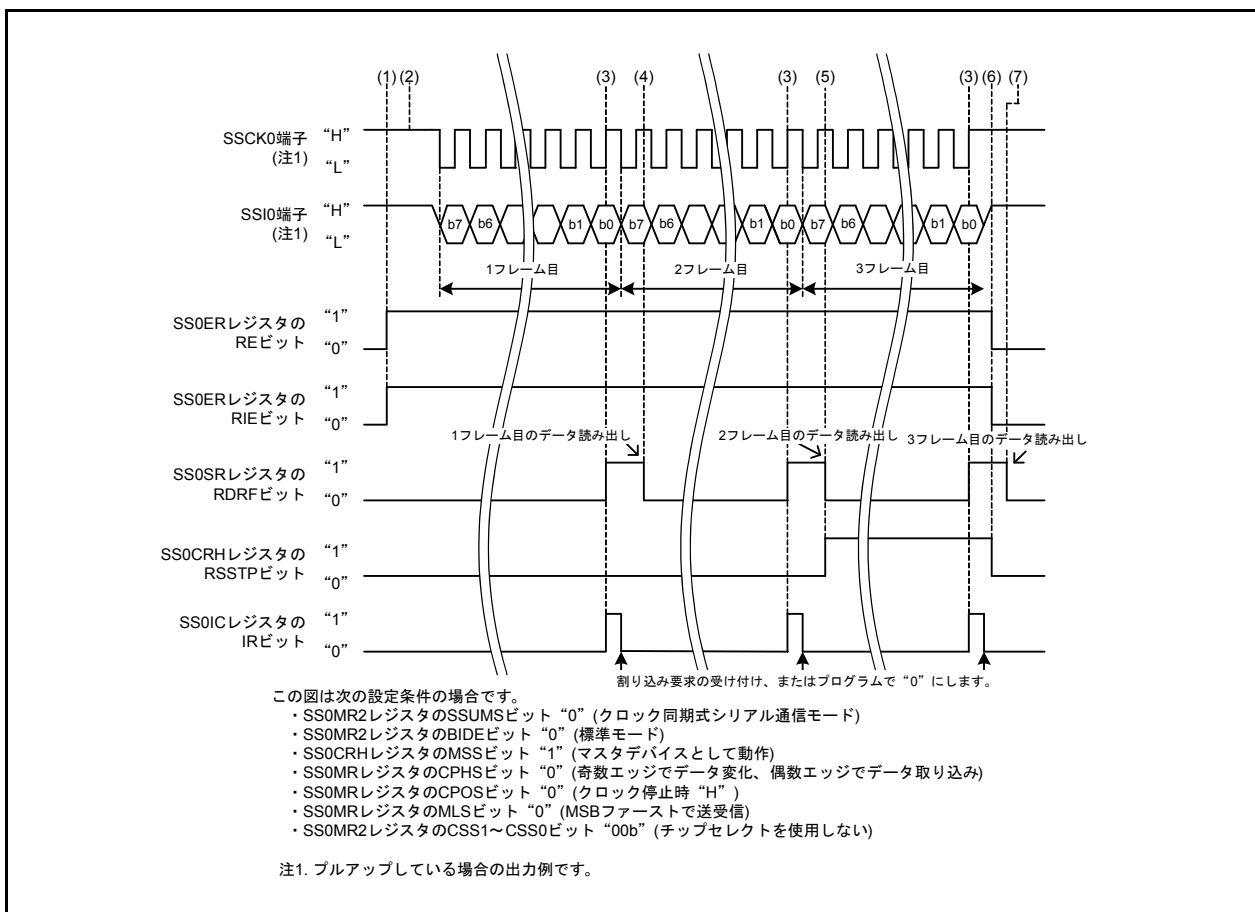 (1) (2) (3) (4) (3) (5) (3) (6) (7)
SSCK0端子 “H”
(注1) “L”
SSI0端子 “H”
(注1) “L”
b7 b6 b1 b0 b7 b6 b1 b0 b7 b6 b1 b0
1フレーム目 2フレーム目 3フレーム目
SS0ERレジスタの “1”
REビット “0”
SS0ERレジスタの “1”
RIEビット “0”
1フレーム目のデータ読み出し 2フレーム目のデータ読み出し 3フレーム目のデータ読み出し
SS0SRレジスタの “1”
RDRFビット “0”
SS0CRHレジスタの “1”
RSSTPビット “0”
SS0ICレジスタの “1”
IRビット “0”
割り込み要求の受け付け、またはプログラムで“0”にします。
この図は次の設定条件の場合です。
・SS0MR2レジスタのSSUMSビット“0”(クロック同期式シリアル通信モード)
・SS0MR2レジスタのBIDEビット“0”(標準モード)
・SS0CRHレジスタのMSSビット“1”(マスタデバイスとして動作)
・SS0MRレジスタのCPHSビット“0”(奇数エッジでデータ変化、偶数エッジでデータ取り込み)
・SS0MRレジスタのCPOSビット“0”(クロック停止時“H”)
・SS0MRレジスタのMLSビット“0”(MSBファーストで送受信)
・SS0MR2レジスタのCSS1～CSS0ビット“00b”(チップセレクトを使用しない)
注1. プルアップしている場合の出力例です。